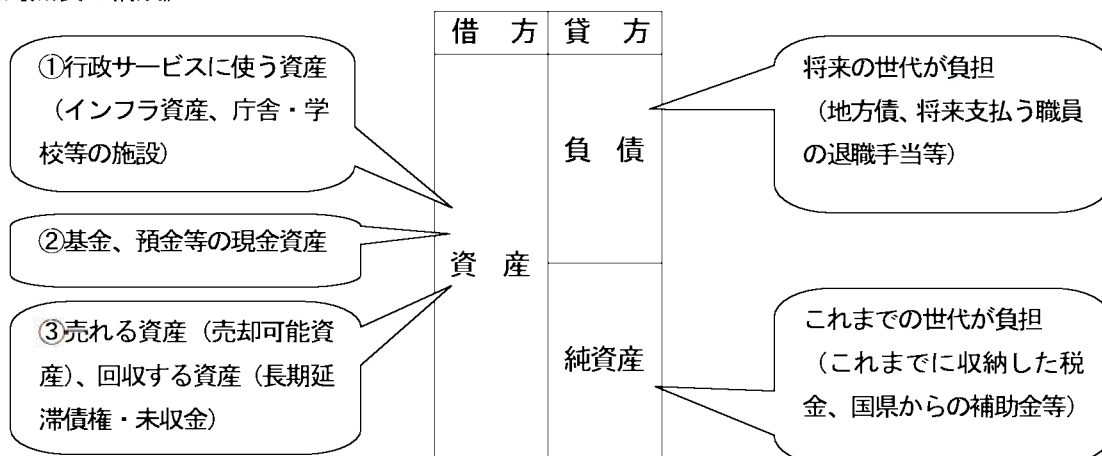 借方 貸方
①行政サービスに使う資産
（インフラ資産、庁舎・学
校等の施設）
②基金、預金等の現金資産
③売れる資産（売却可能資
産）、回収する資産（長期延
滞債権・未収金）
資産
負債
純資産
将来の世代が負担
（地方債、将来支払う職員
の退職手当等）
これまでの世代が負担
（これまでに収納した税
金、国県からの補助金等）